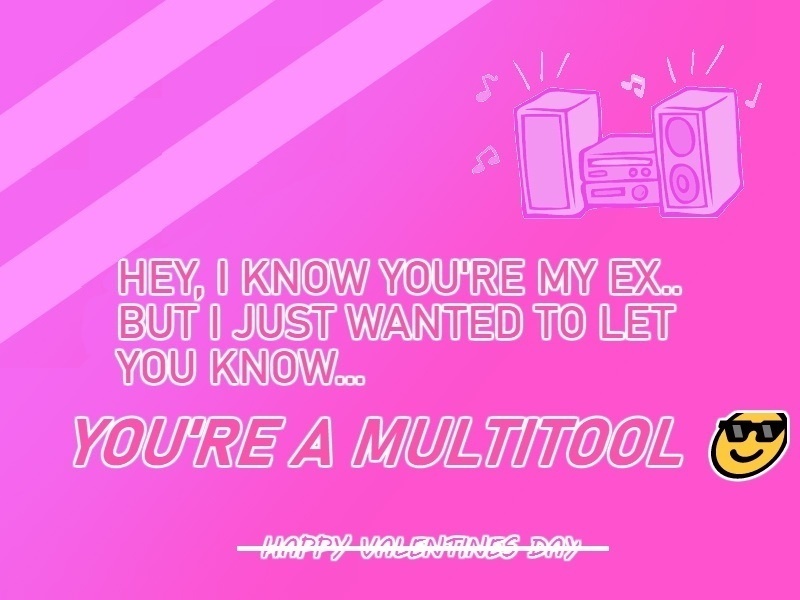 HEY, I KNOW YOU'RE MY EX..
BUT I JUST WANTED TO LET
YOU KNOW...
YOU'RE A MULTITOOL
HAPPY VALENTINES DAY